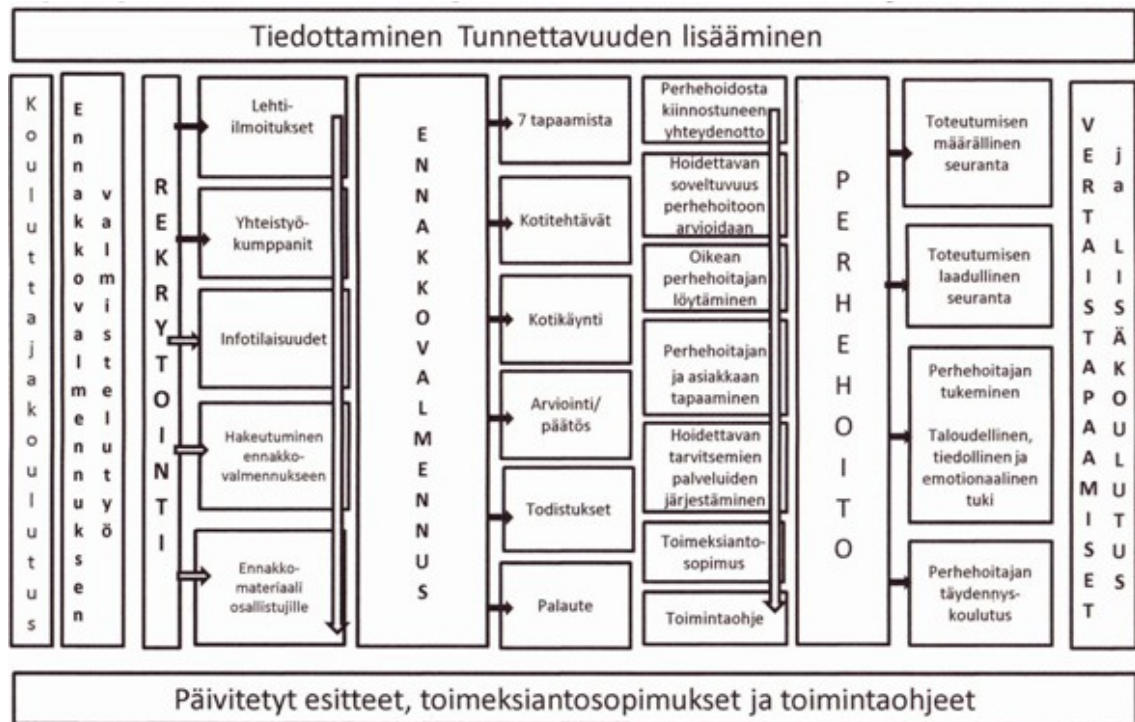 Tiedottaminen Tunnettavuuden lisääminen
Kouluttajakoulutus
Ennakkovalmennuksen
valmistelutyö
REKRYTOINTI
Lehti-
ilmoitukset
Yhteistyö-
kumppanit
Infotilaisuudet
Hakeutuminen
ennakko-
valmennukseen
Ennakko-
materiaali
osallistujille
ENNAKKOVALMENNUS
7 tapaamista
Kotitehtävät
Kotikäynti
Arviointi/
päätös
Todistukset
Palaute
Perhehoidosta
kiinnostuneen
yhteydenotto
Hoidettavan
soveltuvuus
perhehoitoon
arvioidaan
Oikean
perhehoitajan
löytäminen
Perhehoitajan
ja asiakkaan
tapaaminen
Hoidettavan
tarvitsemien
palveluiden
järjestäminen
Toimeksianto-
sopimus
Toimintaohje
PERHEHOITO
Toteutumisen
määrällinen
seuranta
Toteutumisen
laadullinen
seuranta
Perhehoitajan
tukeminen
Taloudellinen,
tiedollinen ja
emotionaalinen
tuki
Perhehoitajan
täydennys-
koulutus
VERTAISTAPAAMISET
ja LISÄKOULUTUS
Päivitetyt esitteet, toimeksiantosopimukset ja toimintaohjeet